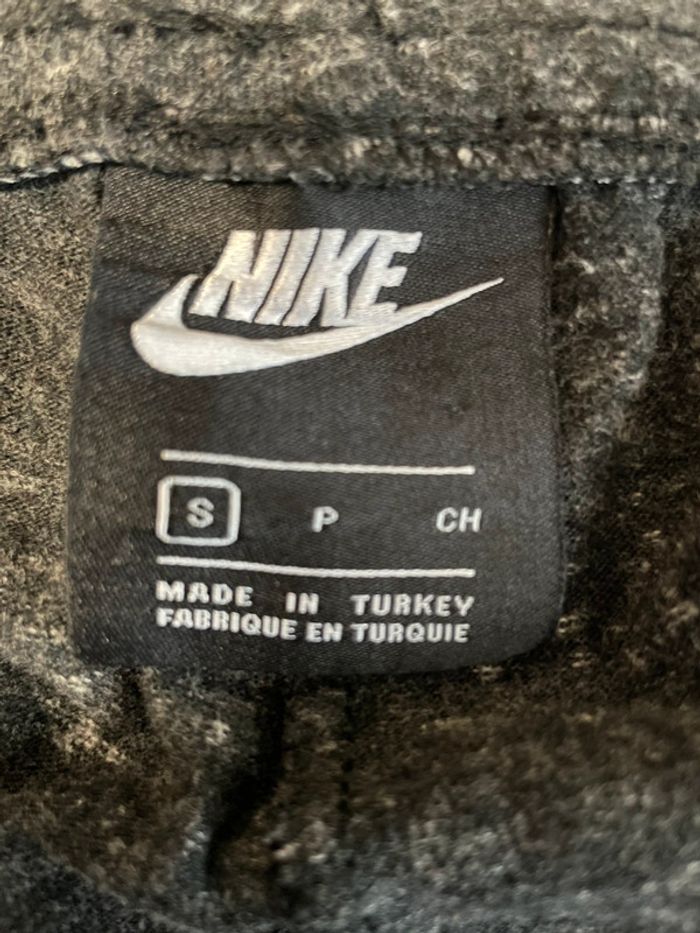 NIKE
S P CH
MADE IN TURKEY
FABRIQUE EN TURQUIE